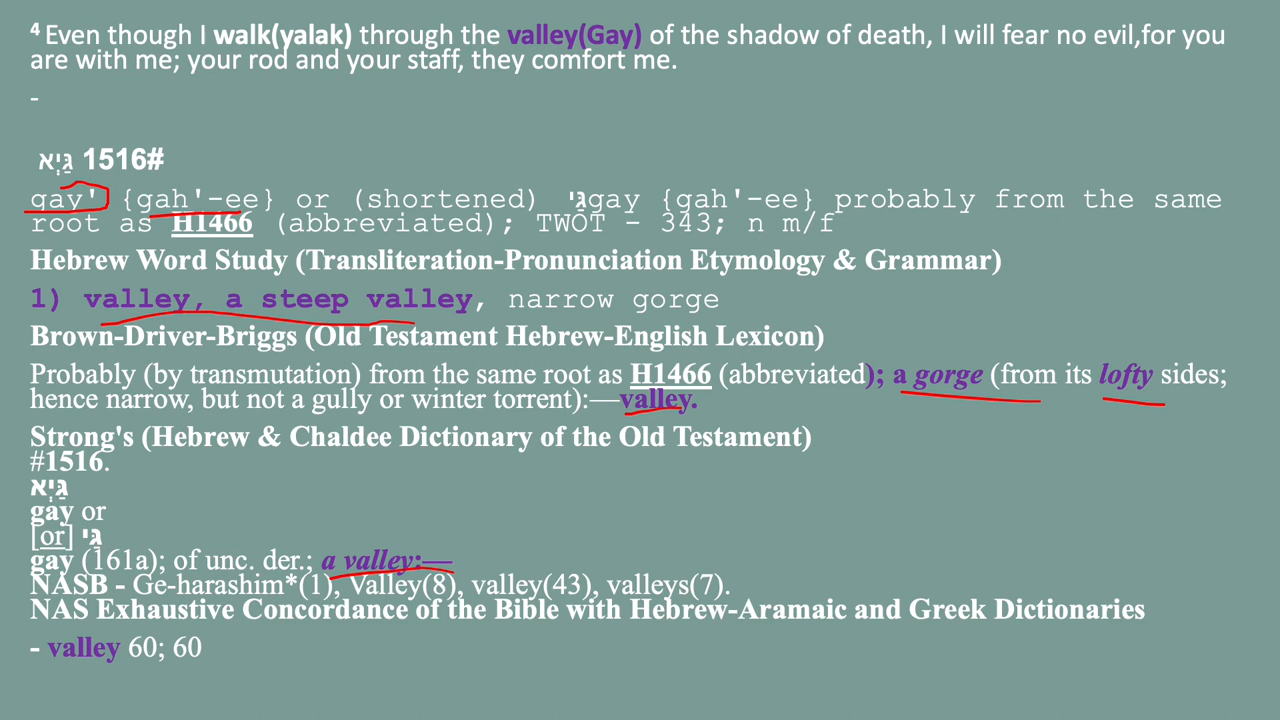 4 Even though I walk(yalak) through the valley(Gay) of the shadow of death, I will fear no evil,for you
are with me; your rod and your staff, they comfort me.
-
גַּיְא 1516#
gay' {gah'-ee} or (shortened) גַּי gay {gah'-ee} probably from the same
root as H1466 (abbreviated); TWOT - 343; n m/f
Hebrew Word Study (Transliteration-Pronunciation Etymology & Grammar)
1) valley, a steep valley, narrow gorge
Brown-Driver-Briggs (Old Testament Hebrew-English Lexicon)
Probably (by transmutation) from the same root as H1466 (abbreviated); a gorge (from its lofty sides;
hence narrow, but not a gully or winter torrent):—valley.
Strong's (Hebrew & Chaldee Dictionary of the Old Testament)
#1516.
גַּיְא
gay or
[or] גַּי
gay (161a); of unc. der.; a valley:—
NASB - Ge-harashim*(1), Valley(8), valley(43), valleys(7).
NAS Exhaustive Concordance of the Bible with Hebrew-Aramaic and Greek Dictionaries
- valley 60; 60